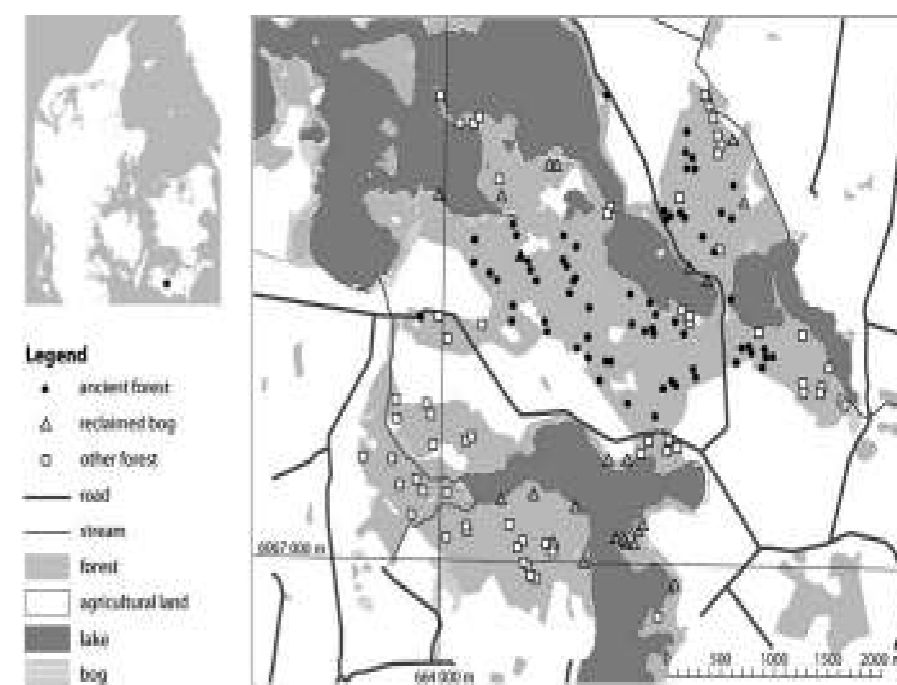 Legend
ancient forest
reclaimed bog
other forest
road
stream
forest
agricultural land
lake
bog
6067 000 m
664 000 m
0 500 1000 1500 2000 m